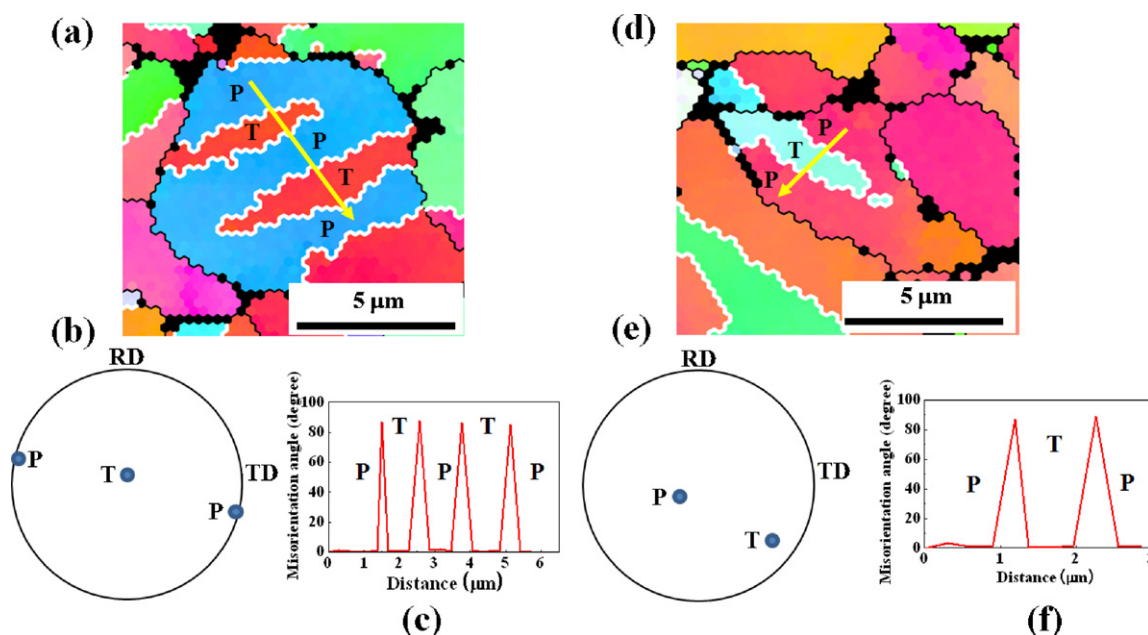 (a)
P
T
P
T
P
5 μm
(b)
RD
TD
P
T
P
Misorientation angle (degree)
100
80
60
40
20
0
P
T
P
T
P
0 1 2 3 4 5 6
Distance (μm)
(c)
(d)
P
T
P
5 μm
(e)
RD
TD
P
T
Misorientation angle (degree)
100
80
60
40
20
0
P
T
P
0 1 2 3
Distance (μm)
(f)